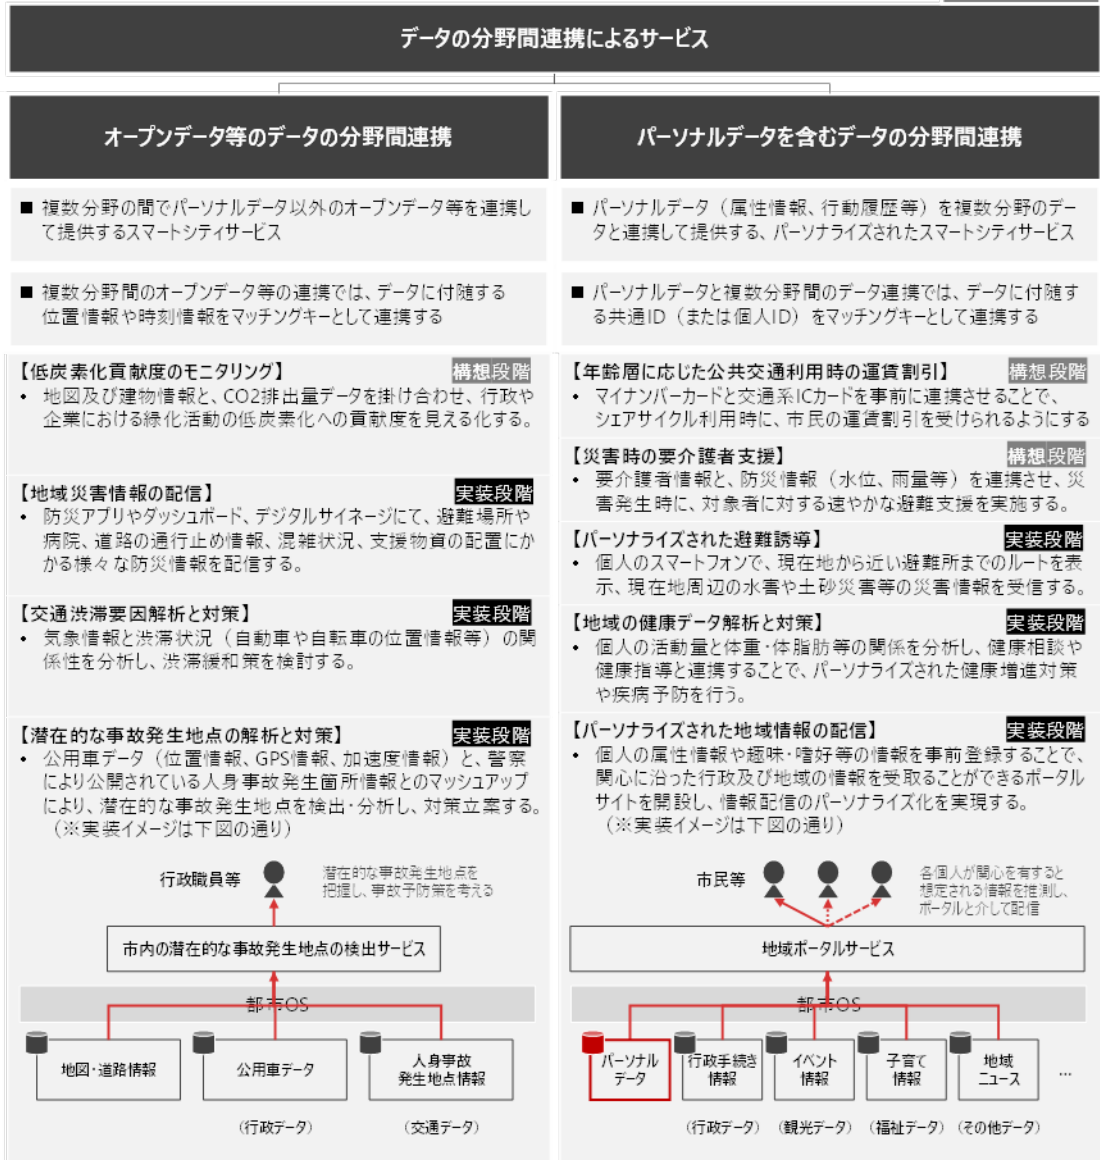 データの分野間連携によるサービス
オープンデータ等のデータの分野間連携
■ 複数分野の間でパーソナルデータ以外のオープンデータ等を連携し
て提供するスマートシティサービス
■ 複数分野間のオープンデータ等の連携では、データに付随する
位置情報や時刻情報をマッチングキーとして連携する
【低炭素化貢献度のモニタリング】 構想段階
• 地図及び建物情報と、CO2排出量データを掛け合わせ、行政や
企業における緑化活動の低炭素化への貢献度を見える化する。
【地域災害情報の配信】 実装段階
• 防災アプリやダッシュボード、デジタルサイネージにて、避難場所や
病院、道路の通行止め情報、混雑状況、支援物資の配置にか
かる様々な防災情報を配信する。
【交通渋滞要因解析と対策】 実装段階
• 気象情報と渋滞状況（自動車や自転車の位置情報等）の関
係性を分析し、渋滞緩和策を検討する。
【潜在的な事故発生地点の解析と対策】 実装段階
• 公用車データ（位置情報、GPS情報、加速度情報）と、警察
により公開されている人身事故発生箇所情報とのマッシュアップ
により、潜在的な事故発生地点を検出・分析し、対策立案する。
（※実装イメージは下図の通り）
行政職員等
潜在的な事故発生地点を
把握し、事故予防策を考える
市内の潜在的な事故発生地点の検出サービス
都市OS
地図・道路情報
公用車データ
人身事故
発生地点情報
（行政データ）
（交通データ）
パーソナルデータを含むデータの分野間連携
■ パーソナルデータ（属性情報、行動履歴等）を複数分野のデー
タと連携して提供する、パーソナライズされたスマートシティサービス
■ パーソナルデータと複数分野間のデータ連携では、データに付随す
る共通ID（または個人ID）をマッチングキーとして連携する
【年齢層に応じた公共交通利用時の運賃割引】 構想段階
• マイナンバーカードと交通系ICカードを事前に連携させることで、
シェアサイクル利用時に、市民の運賃割引を受けられるようにする
【災害時の要介護者支援】 構想段階
• 要介護者情報と、防災情報（水位、雨量等）を連携させ、災
害発生時に、対象者に対する速やかな避難支援を実施する。
【パーソナライズされた避難誘導】 実装段階
• 個人のスマートフォンで、現在地から近い避難所までのルートを表
示、現在地周辺の水害や土砂災害等の災害情報を受信する。
【地域の健康データ解析と対策】 実装段階
• 個人の活動量と体重・体脂肪等の関係を分析し、健康相談や
健康指導と連携することで、パーソナライズされた健康増進対策
や疾病予防を行う。
【パーソナライズされた地域情報の配信】 実装段階
• 個人の属性情報や趣味・嗜好等の情報を事前登録することで、
関心に沿った行政及び地域の情報を受取ることができるポータル
サイトを開設し、情報配信のパーソナライズ化を実現する。
（※実装イメージは下図の通り）
市民等
各個人が関心を有すると
想定される情報を推測し、
ポータルと介して配信
地域ポータルサービス
都市OS
パーソナル
データ
行政手続き
情報
イベント
情報
子育て
情報
地域
ニュース
…
（行政データ）
（観光データ）
（福祉データ）
（その他データ）